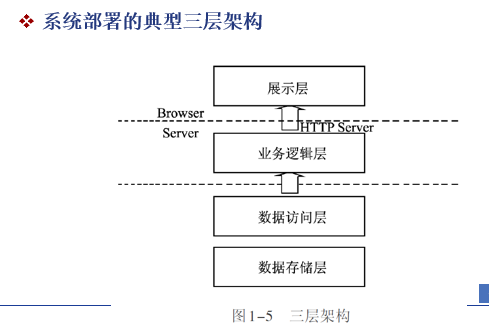 系统部署的典型三层架构
展示层
Browser
HTTP Server
Server
业务逻辑层
数据访问层
数据存储层
图1-5 三层架构